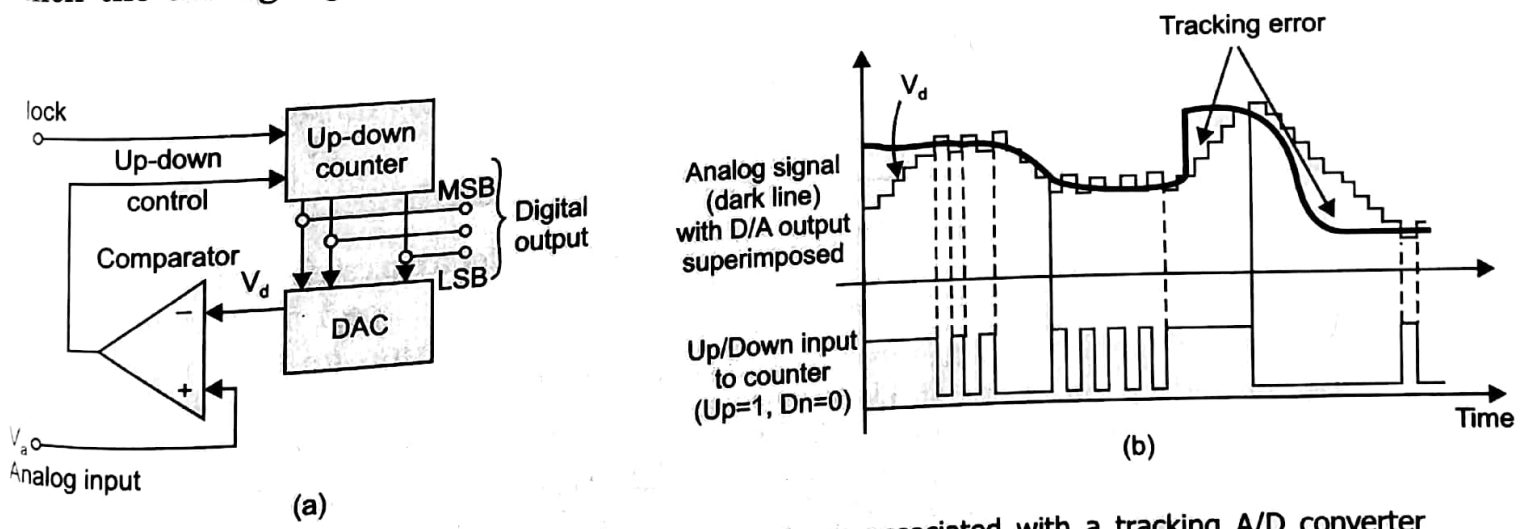 lock
Up-down
control
Up-down
counter
MSB
LSB
Digital
output
Comparator
V_d
DAC
−
+
V_a
Analog input
(a)
Tracking error
V_d
Analog signal
(dark line)
with D/A output
superimposed
Up/Down input
to counter
(Up=1, Dn=0)
Time
(b)
associated with a tracking A/D converter